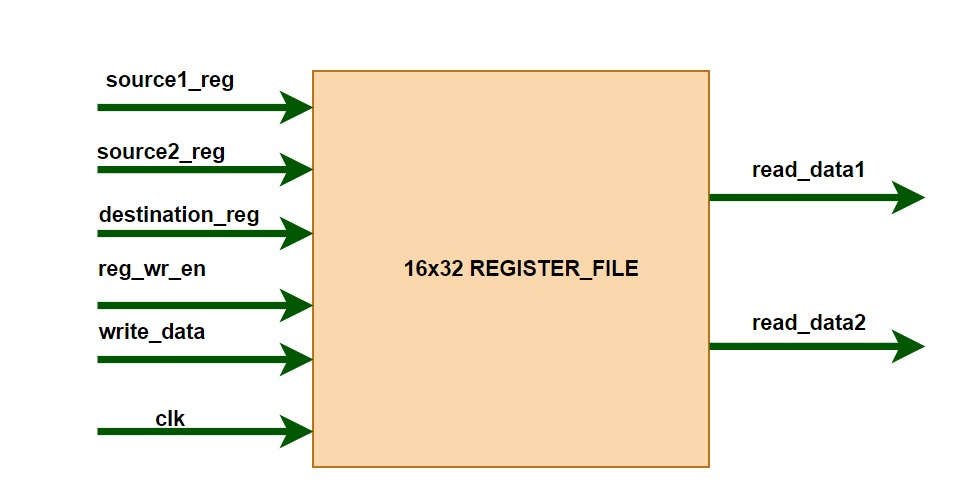 source1_reg
source2_reg
destination_reg
reg_wr_en
write_data
clk
16x32 REGISTER_FILE
read_data1
read_data2